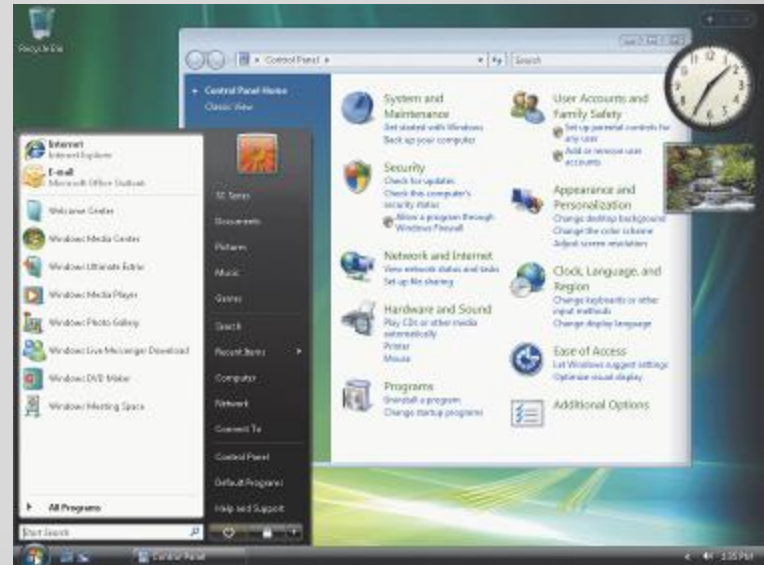 Recycle Bin
Control Panel
Search
Control Panel Home
Classic View
System and
Maintenance
Get started with Windows
Back up your computer
Security
Check for updates
Check this computer's
security status
Allow a program through
Windows Firewall
Network and Internet
View network status and tasks
Set up file sharing
Hardware and Sound
Play CDs or other media
automatically
Printer
Mouse
Programs
Uninstall a program
Change startup programs
User Accounts and
Family Safety
Set up parental controls for
any user
Add or remove user
accounts
Appearance and
Personalization
Change desktop background
Change the color scheme
Adjust screen resolution
Clock, Language, and
Region
Change keyboards or other
input methods
Change display language
Ease of Access
Let Windows suggest settings
Optimize visual display
Additional Options
12
Internet
Internet Explorer
E-mail
Microsoft Office Outlook
Welcome Center
Windows Media Center
Windows Ultimate Extras
Windows Media Player
Windows Photo Gallery
Windows Live Messenger Download
Windows DVD Maker
Windows Meeting Space
All Programs
Start Search
Documents
Pictures
Music
Games
Search
Recent Items
Computer
Network
Connect To
Control Panel
Default Programs
Help and Support
Control Panel
1:35 PM